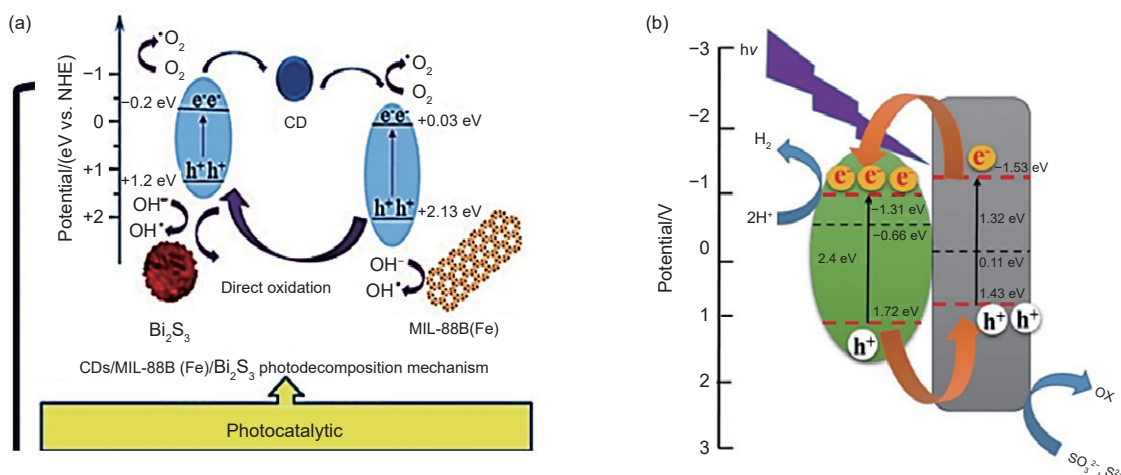 (a)
Potential/(eV vs. NHE)
−1
0
+1
+2
•O₂
O₂
−0.2 eV
e⁻e⁻
h⁺ h⁺
+1.2 eV
OH⁻
OH•
Bi₂S₃
CD
•O₂
O₂
e⁻e⁻
+0.03 eV
h⁺ h⁺
+2.13 eV
OH⁻
OH•
Direct oxidation
MIL-88B(Fe)
CDs/MIL-88B (Fe)/Bi₂S₃ photodecomposition mechanism
Photocatalytic
(b)
Potential/V
−3
−2
−1
0
1
2
3
hν
H₂
2H⁺
e⁻ e⁻ e⁻
−1.31 eV
−0.66 eV
2.4 eV
1.72 eV
h⁺
e⁻
−1.53 eV
1.32 eV
0.11 eV
1.43 eV
h⁺ h⁺
OX
SO₃²⁻, S²⁻